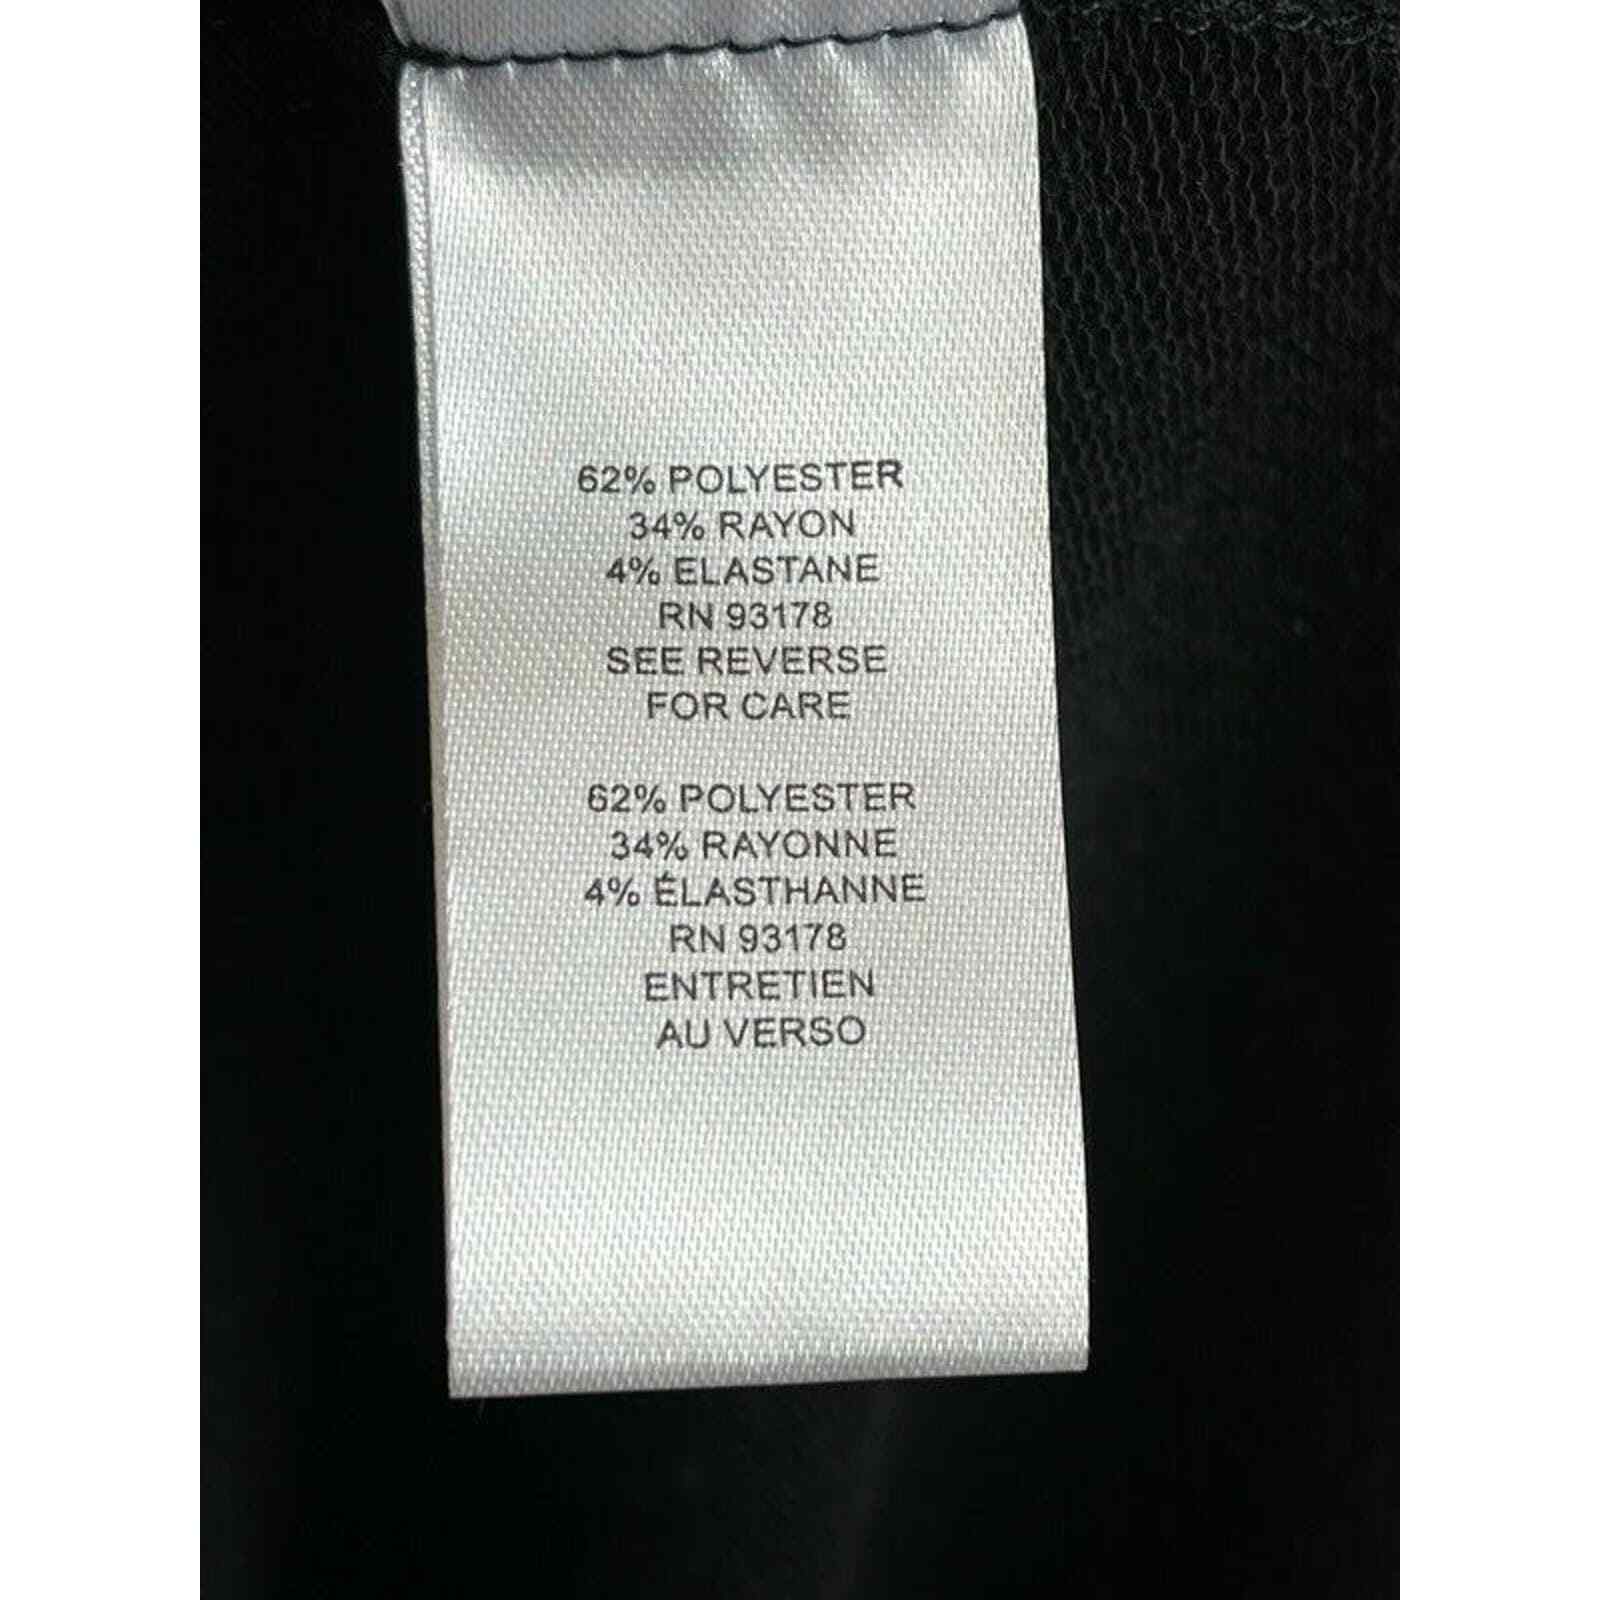 62% POLYESTER
34% RAYON
4% ELASTANE
RN 93178
SEE REVERSE
FOR CARE
62% POLYESTER
34% RAYONNE
4% ÉLASTHANNE
RN 93178
ENTRETIEN
AU VERSO